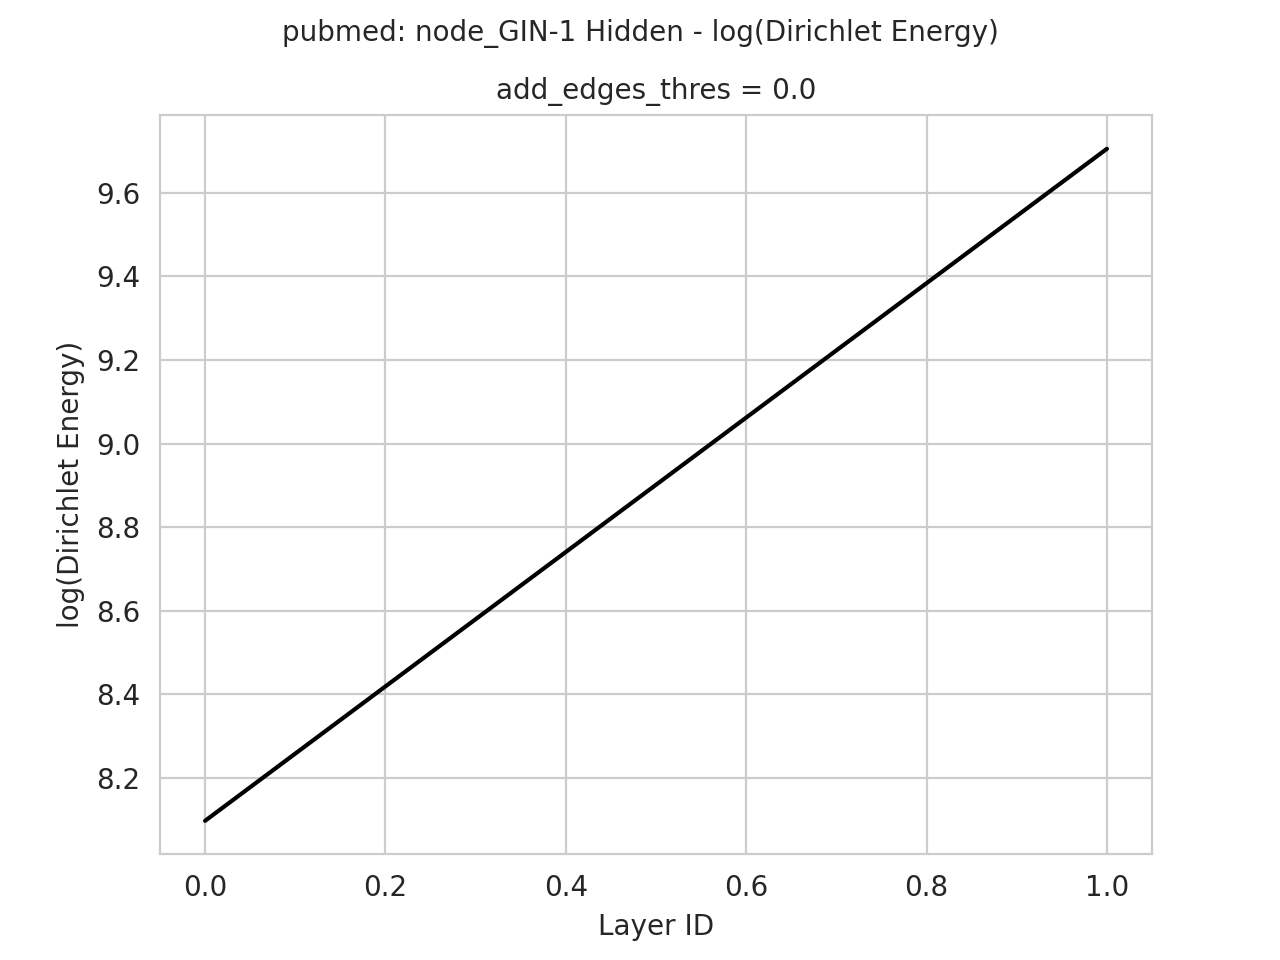 pubmed: node_GIN-1 Hidden - log(Dirichlet Energy)
add_edges_thres = 0.0
log(Dirichlet Energy)
9.6
9.4
9.2
9.0
8.8
8.6
8.4
8.2
0.0 0.2 0.4 0.6 0.8 1.0
Layer ID